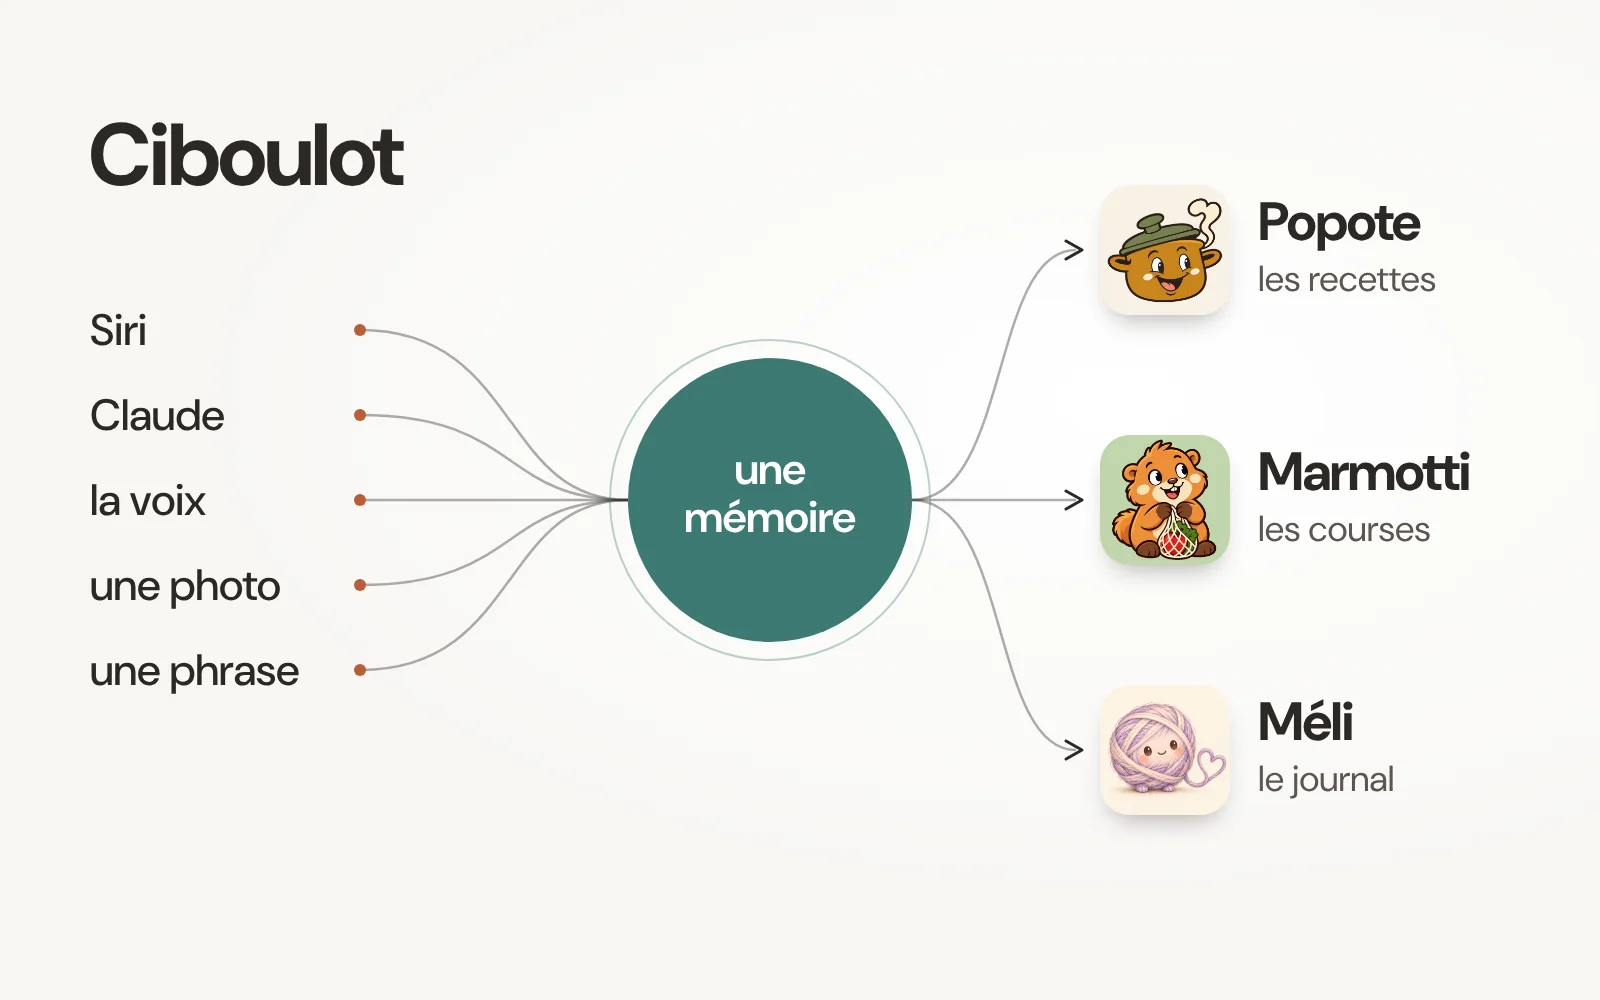 Ciboulot
Siri
Claude
la voix
une photo
une phrase
une
mémoire
Popote
les recettes
Marmotti
les courses
Méli
le journal